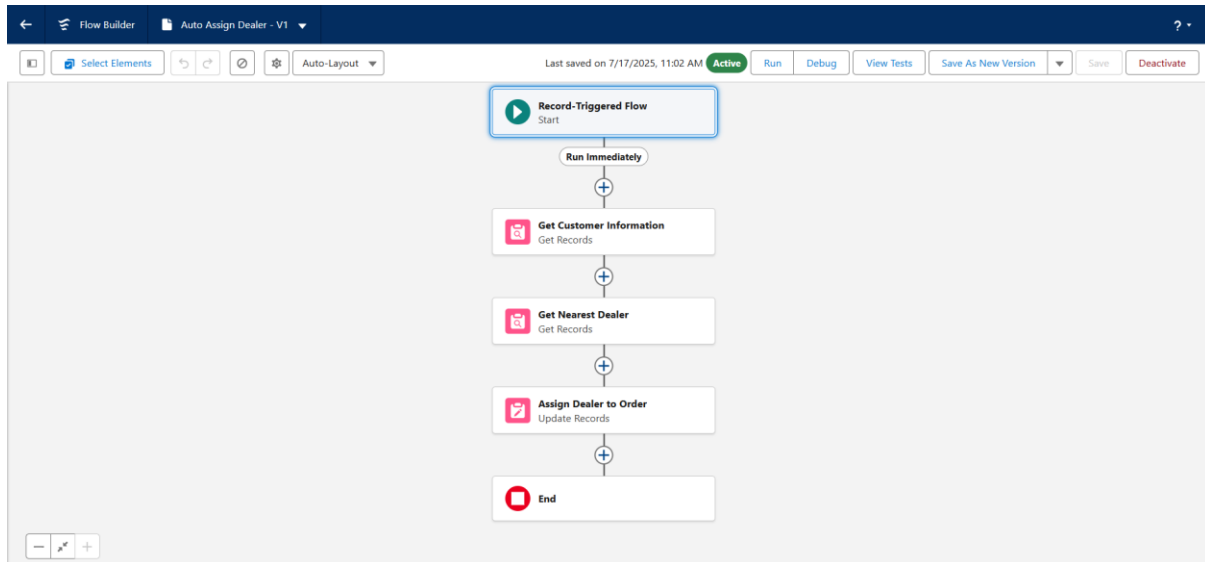 Flow Builder
Auto Assign Dealer - V1
?
Select Elements
Auto-Layout
Last saved on 7/17/2025, 11:02 AM
Active
Run
Debug
View Tests
Save As New Version
Save
Deactivate
Record-Triggered Flow
Start
Run Immediately
Get Customer Information
Get Records
Get Nearest Dealer
Get Records
Assign Dealer to Order
Update Records
End